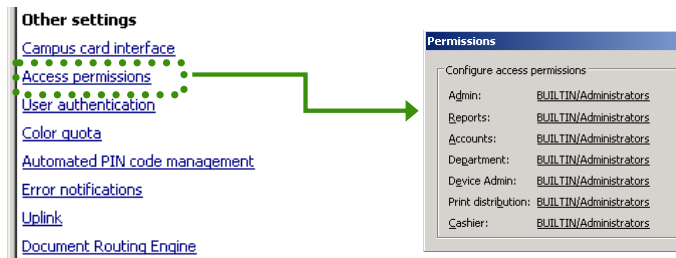 Other settings
Campus card interface
Access permissions
User authentication
Color quota
Automated PIN code management
Error notifications
Uplink
Document Routing Engine
Permissions
Configure access permissions
Admin: BUILTIN/Administrators
Reports: BUILTIN/Administrators
Accounts: BUILTIN/Administrators
Department: BUILTIN/Administrators
Device Admin: BUILTIN/Administrators
Print distribution: BUILTIN/Administrators
Cashier: BUILTIN/Administrators